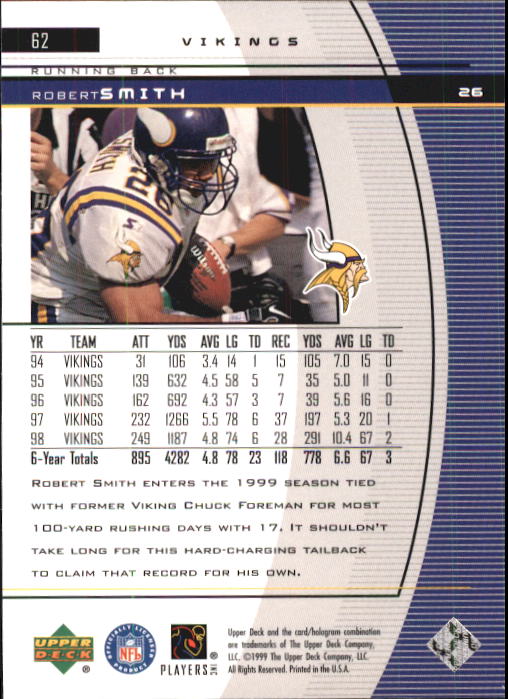 62
VIKINGS
RUNNING BACK
ROBERT SMITH 26
26
Wilson
YR TEAM ATT YDS AVG LG TD REC YDS AVG LG TD
94 VIKINGS 31 106 3.4 14 1 15 105 7.0 15 0
95 VIKINGS 139 632 4.5 58 5 7 35 5.0 11 0
96 VIKINGS 162 692 4.3 57 3 7 39 5.6 16 0
97 VIKINGS 232 1266 5.5 78 6 37 197 5.3 20 1
98 VIKINGS 249 1187 4.8 74 6 28 291 10.4 67 2
6-Year Totals 895 4282 4.8 78 23 118 778 6.6 67 3
ROBERT SMITH ENTERS THE 1999 SEASON TIED
WITH FORMER VIKING CHUCK FOREMAN FOR MOST
100-YARD RUSHING DAYS WITH 17. IT SHOULDN'T
TAKE LONG FOR THIS HARD-CHARGING TAILBACK
TO CLAIM THAT RECORD FOR HIS OWN.
UPPER DECK ®
OFFICIALLY LICENSED
NFL
PRODUCT
PLAYERS INC ®
Upper Deck and the card/hologram combination
are trademarks of The Upper Deck Company,
LLC. ©1999 The Upper Deck Company, LLC.
All Rights Reserved. Printed in the U.S.A.